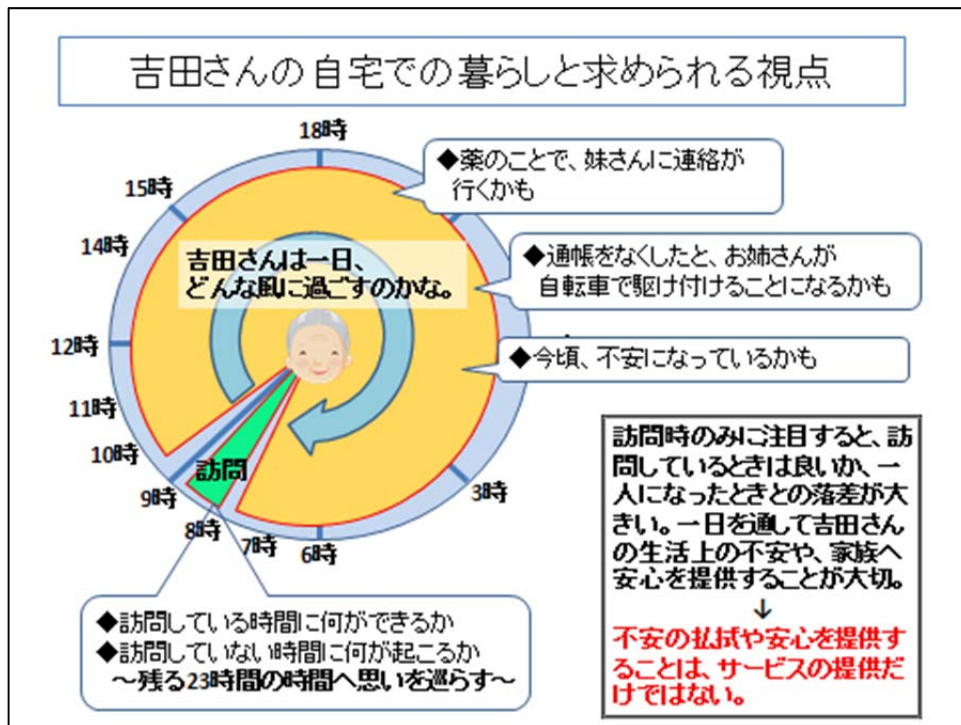 吉田さんの自宅での暮らしと求められる視点
18時
15時
14時
12時
11時
10時
9時
8時
7時
6時
3時
吉田さんは一日、
どんな風に過ごすのかな。
訪問
◆薬のことで、妹さんに連絡が
行くかも
◆通帳をなくしたと、お姉さんが
自転車で駆け付けることになるかも
◆今頃、不安になっているかも
訪問時のみに注目すると、訪
問しているときは良いが、一
人になったときとの落差が大
きい。一日を通して吉田さん
の生活上の不安や、家族へ
安心を提供することが大切。
↓
不安の払拭や安心を提供す
ることは、サービスの提供だ
けではない。
◆訪問している時間に何ができるか
◆訪問していない時間に何が起こるか
～残る23時間の時間へ思いを巡らす～